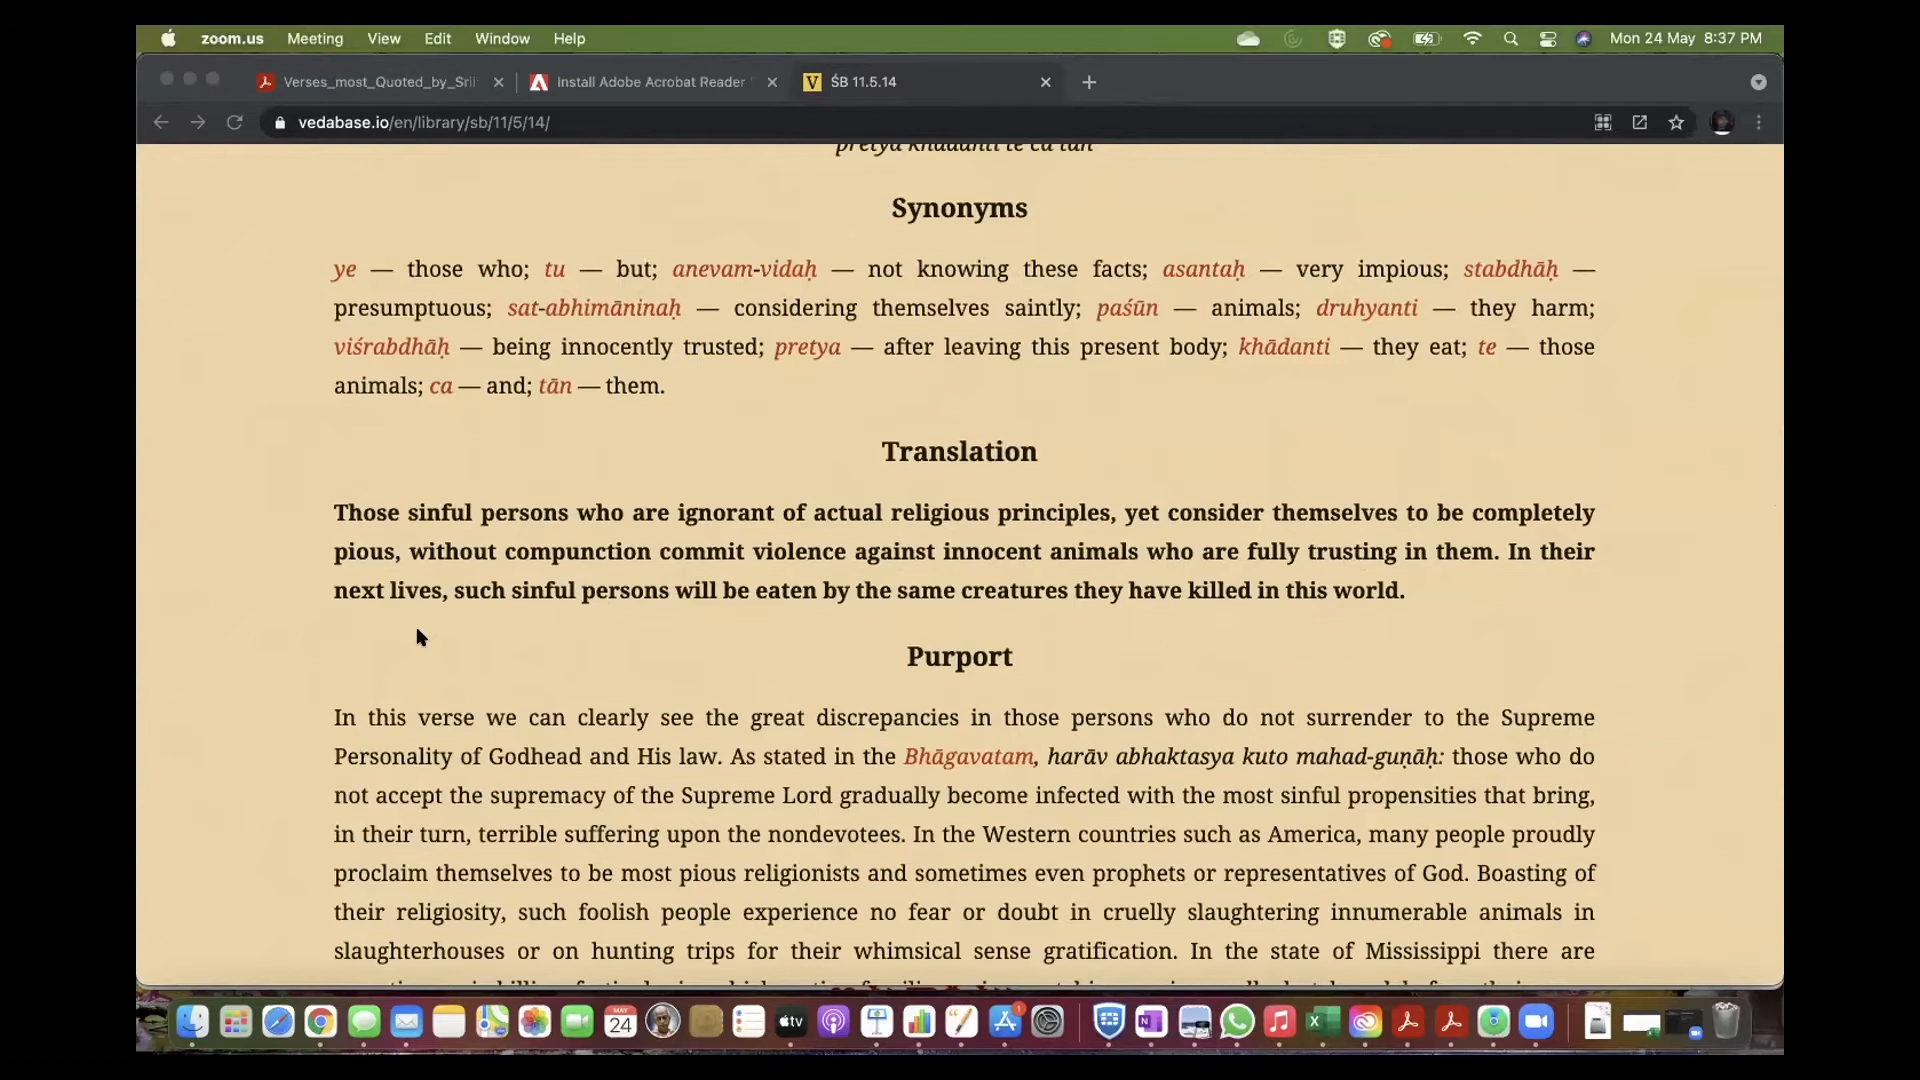 zoom.us Meeting View Edit Window Help Mon 24 May 8:37 PM
Verses_most_Quoted_by_Sril Install Adobe Acrobat Reader ŚB 11.5.14
vedabase.io/en/library/sb/11/5/14/
pretya khādanti te ca tān
Synonyms
ye — those who; tu — but; anevam-vidaḥ — not knowing these facts; asantaḥ — very impious; stabdhāḥ —
presumptuous; sat-abhimāninaḥ — considering themselves saintly; paśūn — animals; druhyanti — they harm;
viśrabdhāḥ — being innocently trusted; pretya — after leaving this present body; khādanti — they eat; te — those
animals; ca — and; tān — them.
Translation
Those sinful persons who are ignorant of actual religious principles, yet consider themselves to be completely
pious, without compunction commit violence against innocent animals who are fully trusting in them. In their
next lives, such sinful persons will be eaten by the same creatures they have killed in this world.
Purport
In this verse we can clearly see the great discrepancies in those persons who do not surrender to the Supreme
Personality of Godhead and His law. As stated in the Bhāgavatam, harāv abhaktasya kuto mahad-guṇāḥ: those who do
not accept the supremacy of the Supreme Lord gradually become infected with the most sinful propensities that bring,
in their turn, terrible suffering upon the nondevotees. In the Western countries such as America, many people proudly
proclaim themselves to be most pious religionists and sometimes even prophets or representatives of God. Boasting of
their religiosity, such foolish people experience no fear or doubt in cruelly slaughtering innumerable animals in
slaughterhouses or on hunting trips for their whimsical sense gratification. In the state of Mississippi there are
MAY
24
tv
1